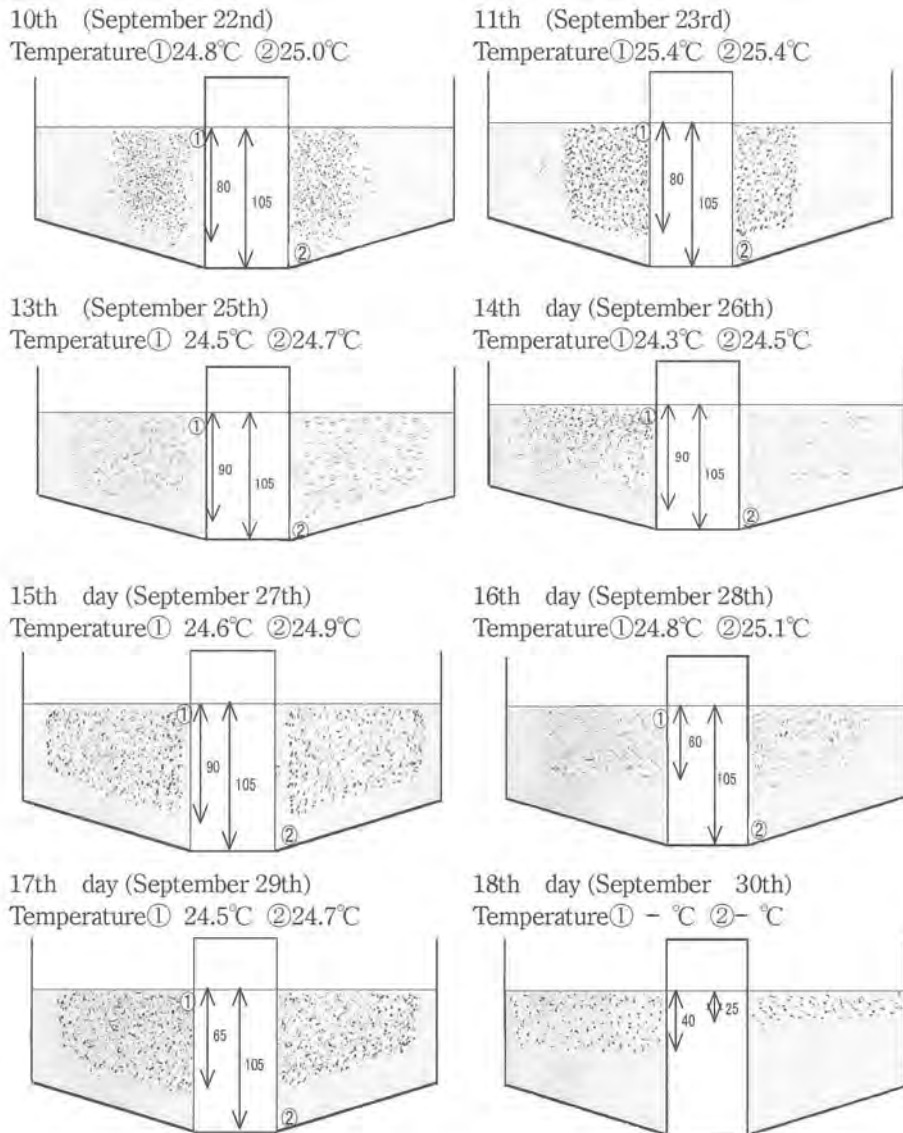 10th (September 22nd)
Temperature①24.8℃ ②25.0℃
①
80
105
②
11th (September 23rd)
Temperature①25.4℃ ②25.4℃
①
80
105
②
13th (September 25th)
Temperature① 24.5℃ ②24.7℃
①
90
105
②
14th day (September 26th)
Temperature①24.3℃ ②24.5℃
①
90
105
②
15th day (September 27th)
Temperature① 24.6℃ ②24.9℃
①
90
105
②
16th day (September 28th)
Temperature①24.8℃ ②25.1℃
①
60
105
②
17th day (September 29th)
Temperature① 24.5℃ ②24.7℃
①
65
105
②
18th day (September 30th)
Temperature① － ℃ ②- ℃
40
25